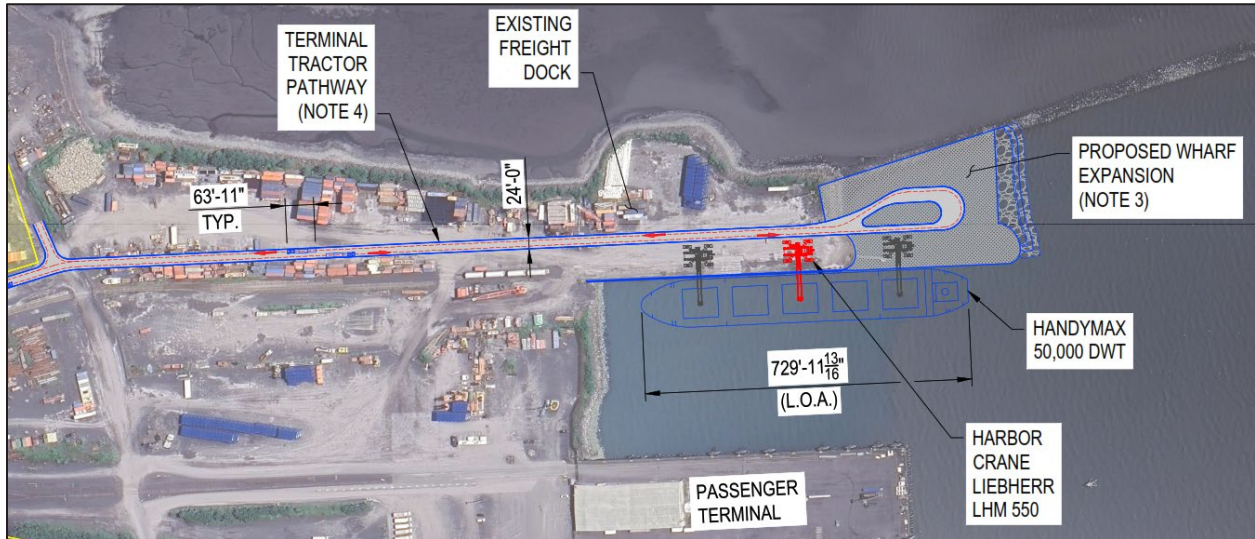 TERMINAL
TRACTOR
PATHWAY
(NOTE 4)
EXISTING
FREIGHT
DOCK
63'-11"
TYP.
24'-0"
PROPOSED WHARF
EXPANSION
(NOTE 3)
HANDYMAX
50,000 DWT
729'-11 13/16"
(L.O.A.)
HARBOR
CRANE
LIEBHERR
LHM 550
PASSENGER
TERMINAL